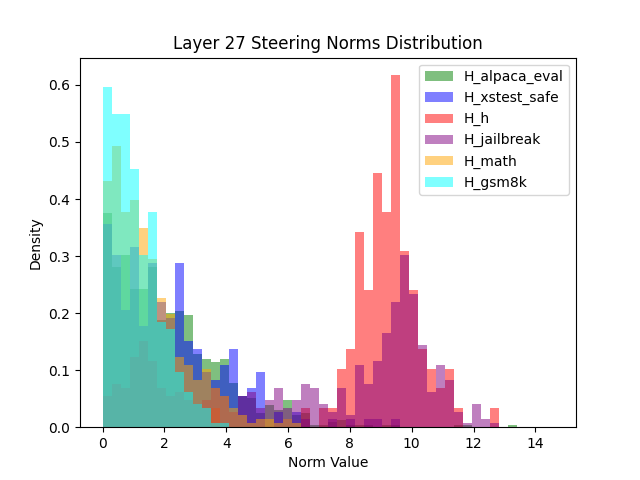 Layer 27 Steering Norms Distribution
H_alpaca_eval
H_xstest_safe
H_h
H_jailbreak
H_math
H_gsm8k
Density
0.6
0.5
0.4
0.3
0.2
0.1
0.0
0 2 4 6 8 10 12 14
Norm Value